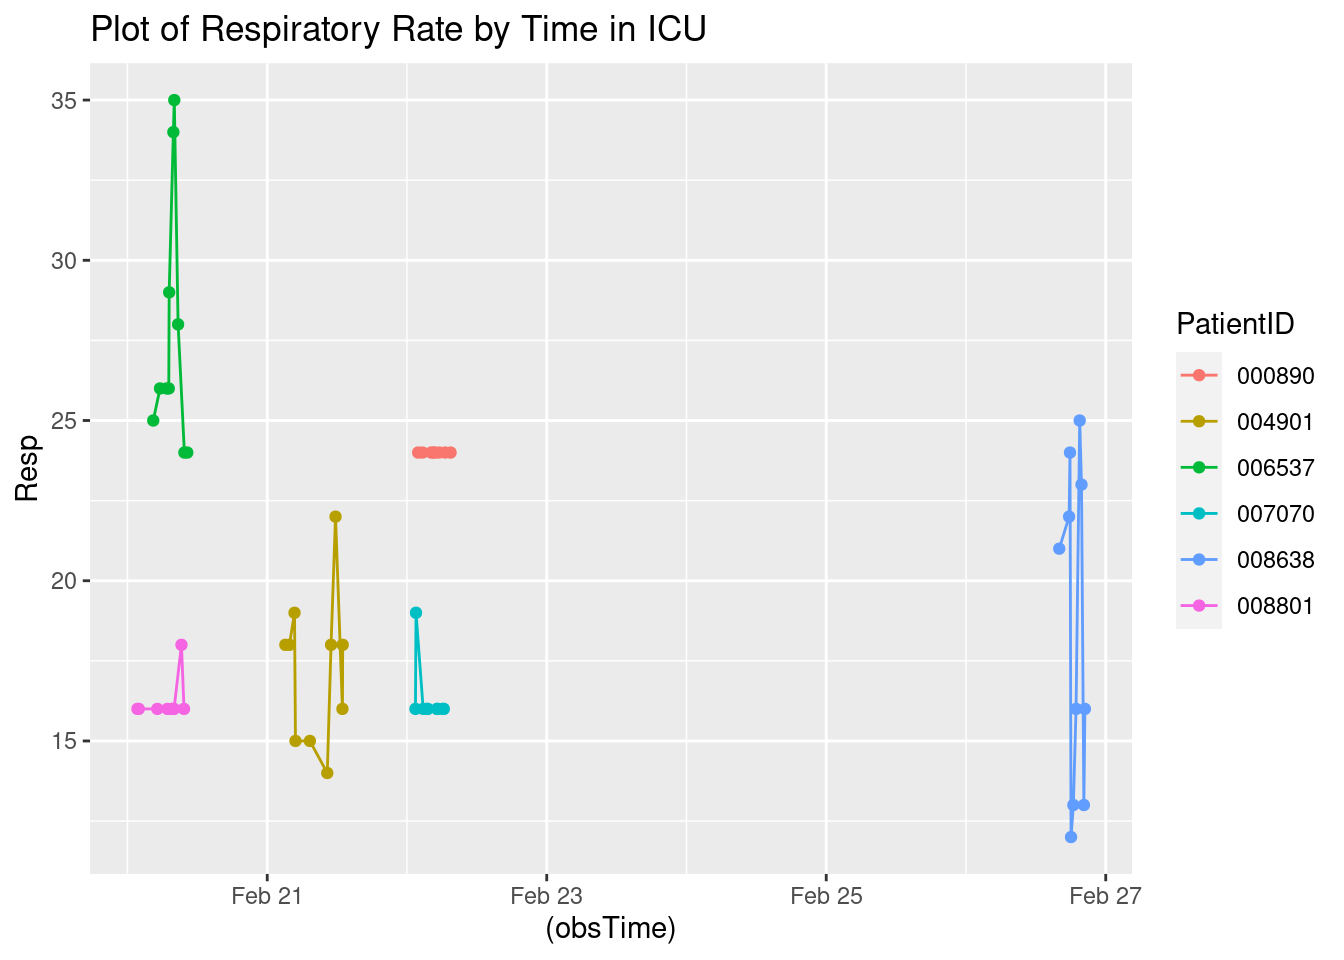 Plot of Respiratory Rate by Time in ICU
35
30
25
20
15
Resp
Feb 21
Feb 23
Feb 25
Feb 27
(obsTime)
PatientID
000890
004901
006537
007070
008638
008801